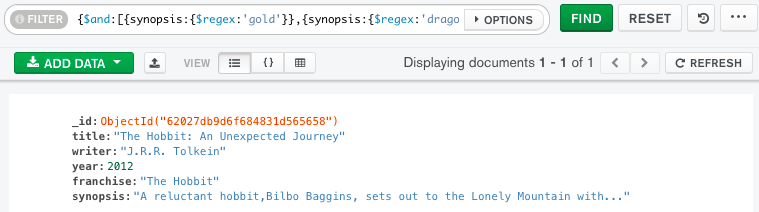 FILTER {$and:[{synopsis:{$regex:'gold'}},{synopsis:{$regex:'drago OPTIONS FIND RESET
ADD DATA VIEW {} Displaying documents 1 - 1 of 1 REFRESH
_id: ObjectId("62027db9d6f684831d565658")
title: "The Hobbit: An Unexpected Journey"
writer: "J.R.R. Tolkein"
year: 2012
franchise: "The Hobbit"
synopsis: "A reluctant hobbit,Bilbo Baggins, sets out to the Lonely Mountain with..."